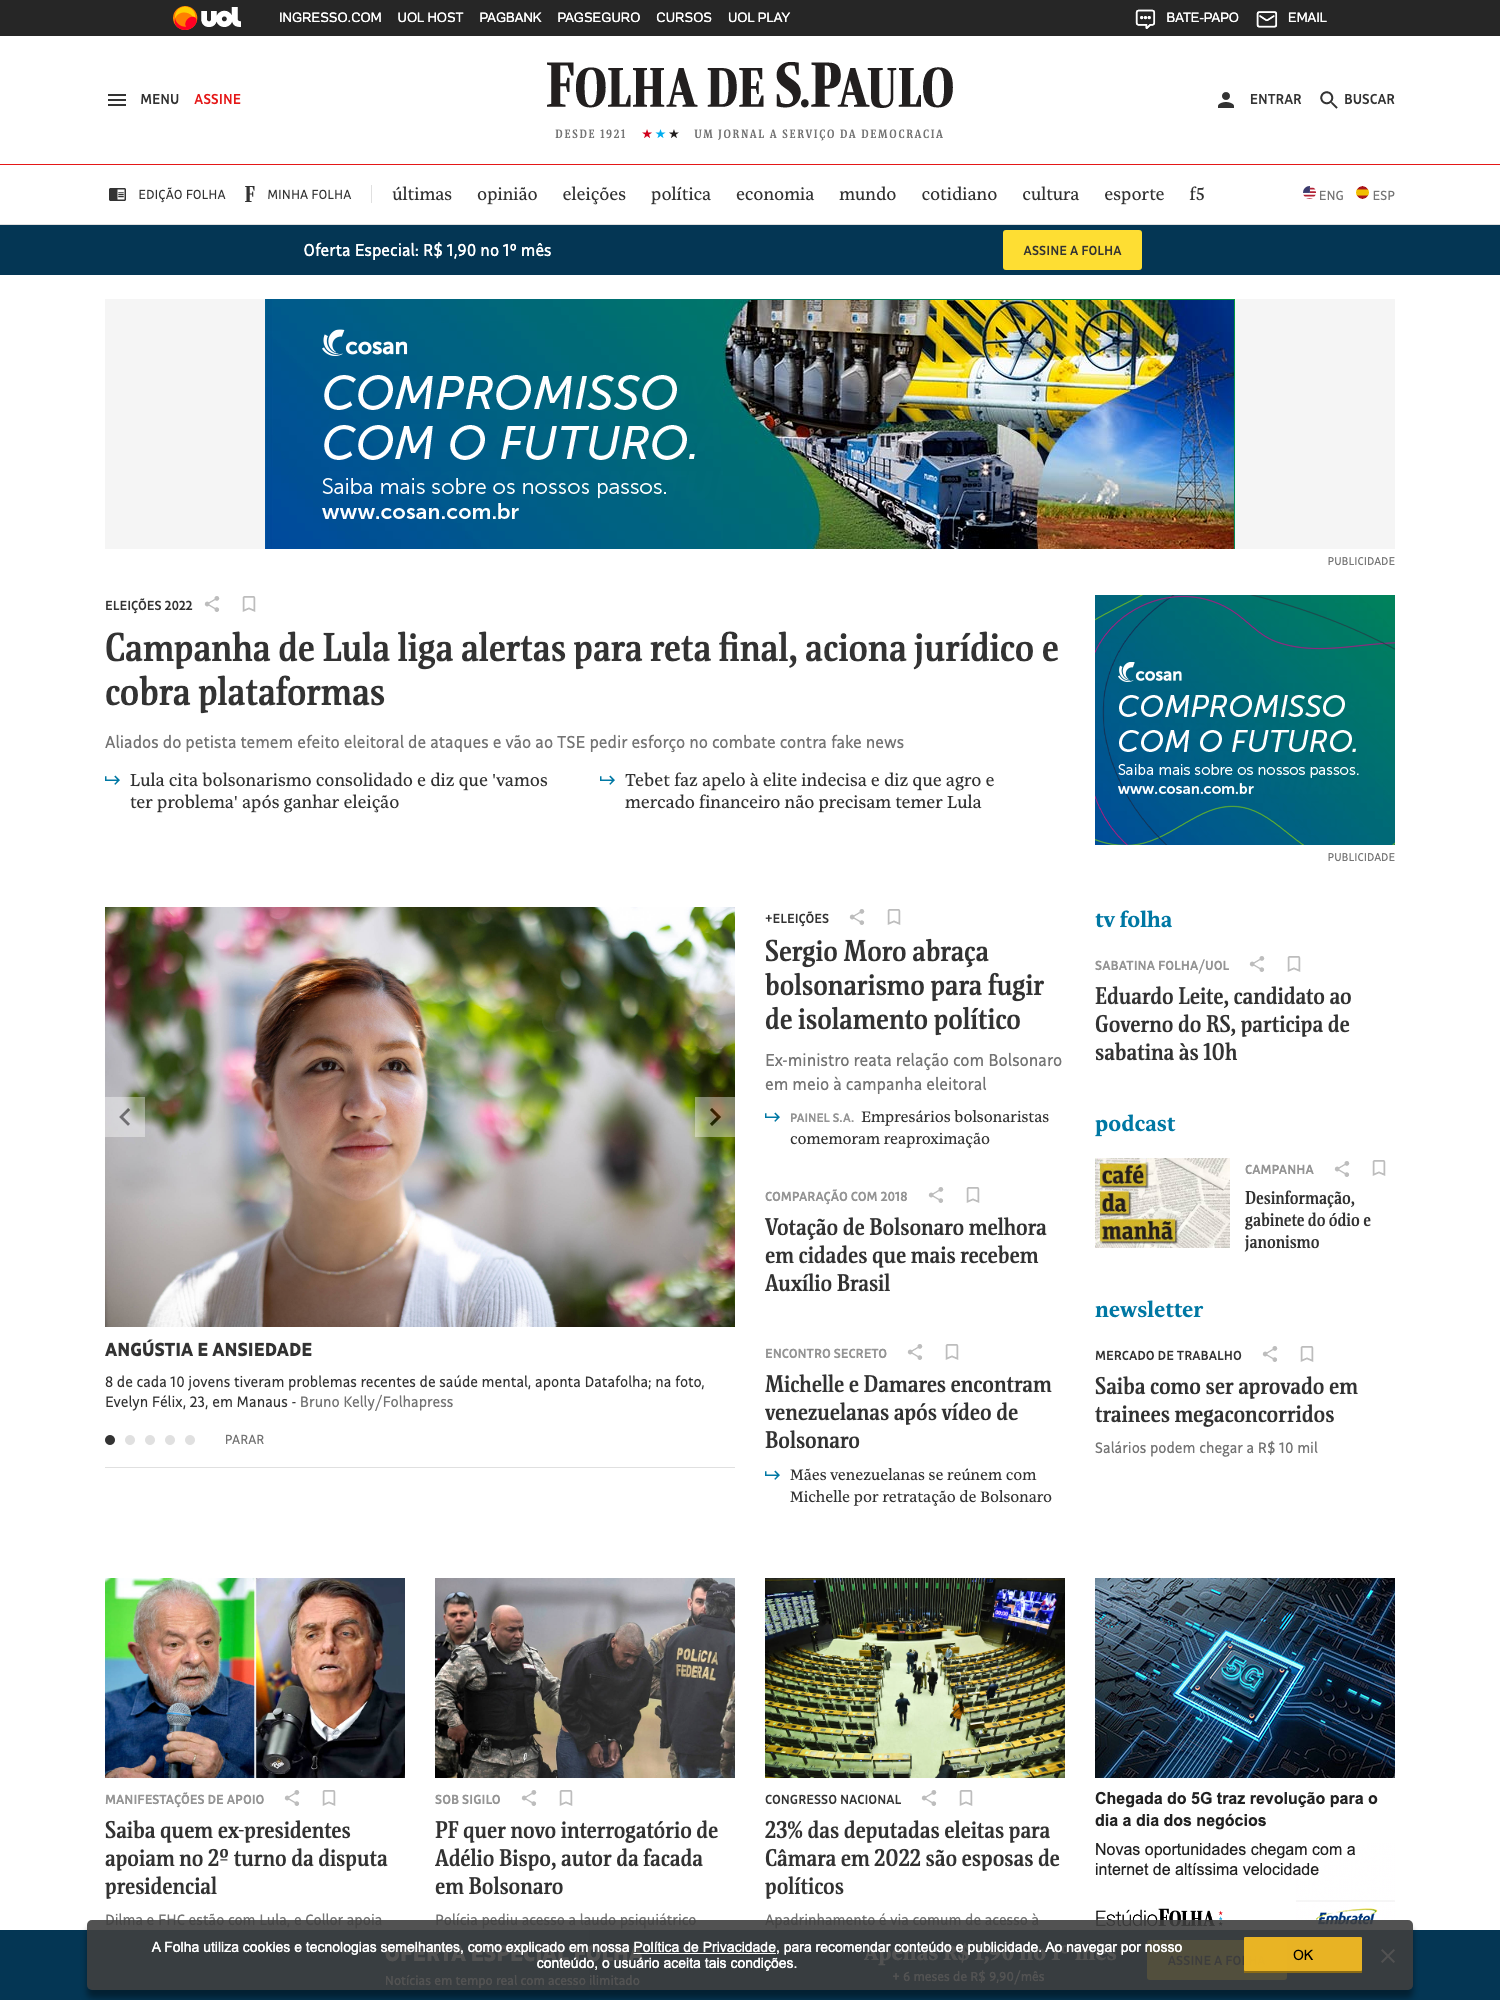 uol
INGRESSO.COM UOL HOST PAGBANK PAGSEGURO CURSOS UOL PLAY
BATE-PAPO EMAIL
MENU ASSINE
FOLHA DE S.PAULO
DESDE 1921 ★★★ UM JORNAL A SERVIÇO DA DEMOCRACIA
ENTRAR BUSCAR
EDIÇÃO FOLHA F MINHA FOLHA
últimas opinião eleições política economia mundo cotidiano cultura esporte f5
ENG ESP
Oferta Especial: R$ 1,90 no 1º mês
ASSINE A FOLHA
cosan
COMPROMISSO
COM O FUTURO.
Saiba mais sobre os nossos passos.
www.cosan.com.br
rumo
PUBLICIDADE
ELEIÇÕES 2022
Campanha de Lula liga alertas para reta final, aciona jurídico e
cobra plataformas
Aliados do petista temem efeito eleitoral de ataques e vão ao TSE pedir esforço no combate contra fake news
Lula cita bolsonarismo consolidado e diz que 'vamos
ter problema' após ganhar eleição
Tebet faz apelo à elite indecisa e diz que agro e
mercado financeiro não precisam temer Lula
cosan
COMPROMISSO
COM O FUTURO.
Saiba mais sobre os nossos passos.
www.cosan.com.br
PUBLICIDADE
ANGÚSTIA E ANSIEDADE
8 de cada 10 jovens tiveram problemas recentes de saúde mental, aponta Datafolha; na foto,
Evelyn Félix, 23, em Manaus - Bruno Kelly/Folhapress
PARAR
+ELEIÇÕES
Sergio Moro abraça
bolsonarismo para fugir
de isolamento político
Ex-ministro reata relação com Bolsonaro
em meio à campanha eleitoral
PAINEL S.A. Empresários bolsonaristas
comemoram reaproximação
COMPARAÇÃO COM 2018
Votação de Bolsonaro melhora
em cidades que mais recebem
Auxílio Brasil
ENCONTRO SECRETO
Michelle e Damares encontram
venezuelanas após vídeo de
Bolsonaro
Mães venezuelanas se reúnem com
Michelle por retratação de Bolsonaro
tv folha
SABATINA FOLHA/UOL
Eduardo Leite, candidato ao
Governo do RS, participa de
sabatina às 10h
podcast
café
da
manhã
CAMPANHA
Desinformação,
gabinete do ódio e
janonismo
newsletter
MERCADO DE TRABALHO
Saiba como ser aprovado em
trainees megaconcorridos
Salários podem chegar a R$ 10 mil
MANIFESTAÇÕES DE APOIO
Saiba quem ex-presidentes
apoiam no 2º turno da disputa
presidencial
Dilma e FHC estão com Lula, e Collor apoia
POLICIA
FEDERAL
SOB SIGILO
PF quer novo interrogatório de
Adélio Bispo, autor da facada
em Bolsonaro
Polícia pediu acesso a laudo psiquiátrico
CONGRESSO NACIONAL
23% das deputadas eleitas para
Câmara em 2022 são esposas de
políticos
Apadrinhamento é via comum de acesso à
5G
Chegada do 5G traz revolução para o
dia a dia dos negócios
Novas oportunidades chegam com a
internet de altíssima velocidade
EstúdioFOLHA
Embratel
A Folha utiliza cookies e tecnologias semelhantes, como explicado em nossa Política de Privacidade, para recomendar conteúdo e publicidade. Ao navegar por nosso
conteúdo, o usuário aceita tais condições.
OK
Notícias em tempo real com acesso ilimitado
Apenas R$ 1,90 no 1º mês
+ 6 meses de R$ 9,90/mês
ASSINE A FO